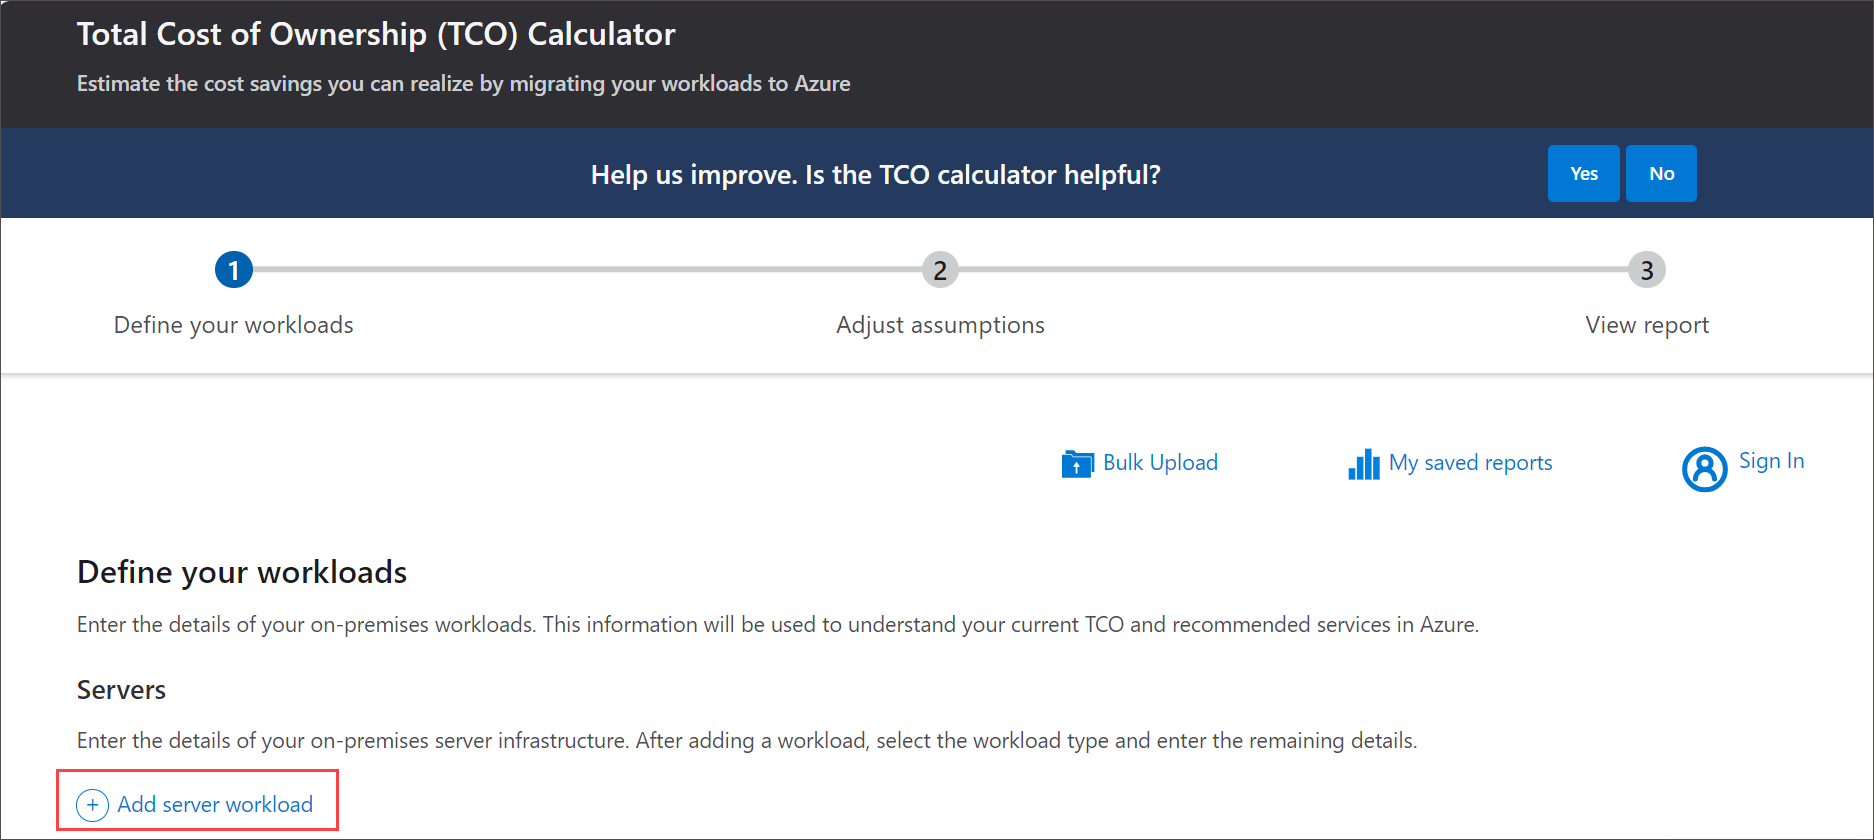 Total Cost of Ownership (TCO) Calculator
Estimate the cost savings you can realize by migrating your workloads to Azure
Help us improve. Is the TCO calculator helpful?
Yes
No
1
2
3
Define your workloads
Adjust assumptions
View report
Bulk Upload
My saved reports
Sign In
Define your workloads
Enter the details of your on-premises workloads. This information will be used to understand your current TCO and recommended services in Azure.
Servers
Enter the details of your on-premises server infrastructure. After adding a workload, select the workload type and enter the remaining details.
Add server workload